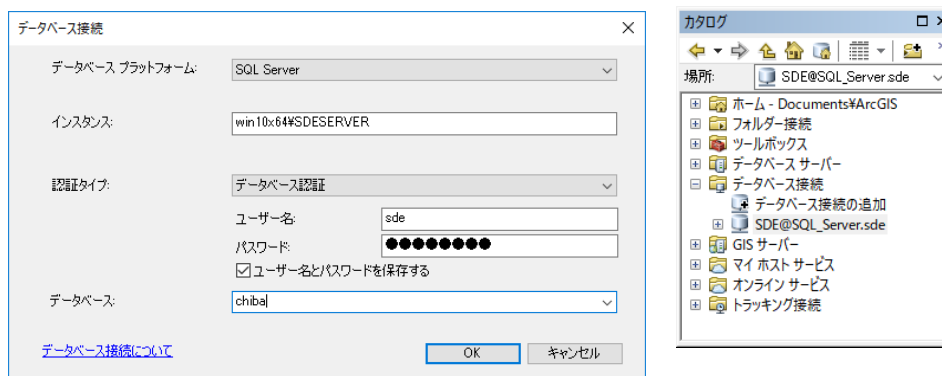 データベース接続
データベース プラットフォーム:
SQL Server
インスタンス:
win10x64¥SDESERVER
認証タイプ:
データベース認証
ユーザー名:
sde
パスワード:
●●●●●●●●
ユーザー名とパスワードを保存する
データベース:
chiba
データベース接続について
OK
キャンセル
カタログ
場所:
SDE@SQL_Server.sde
ホーム - Documents¥ArcGIS
フォルダー接続
ツールボックス
データベース サーバー
データベース接続
データベース接続の追加
SDE@SQL_Server.sde
GIS サーバー
マイ ホスト サービス
オンライン サービス
トラッキング接続